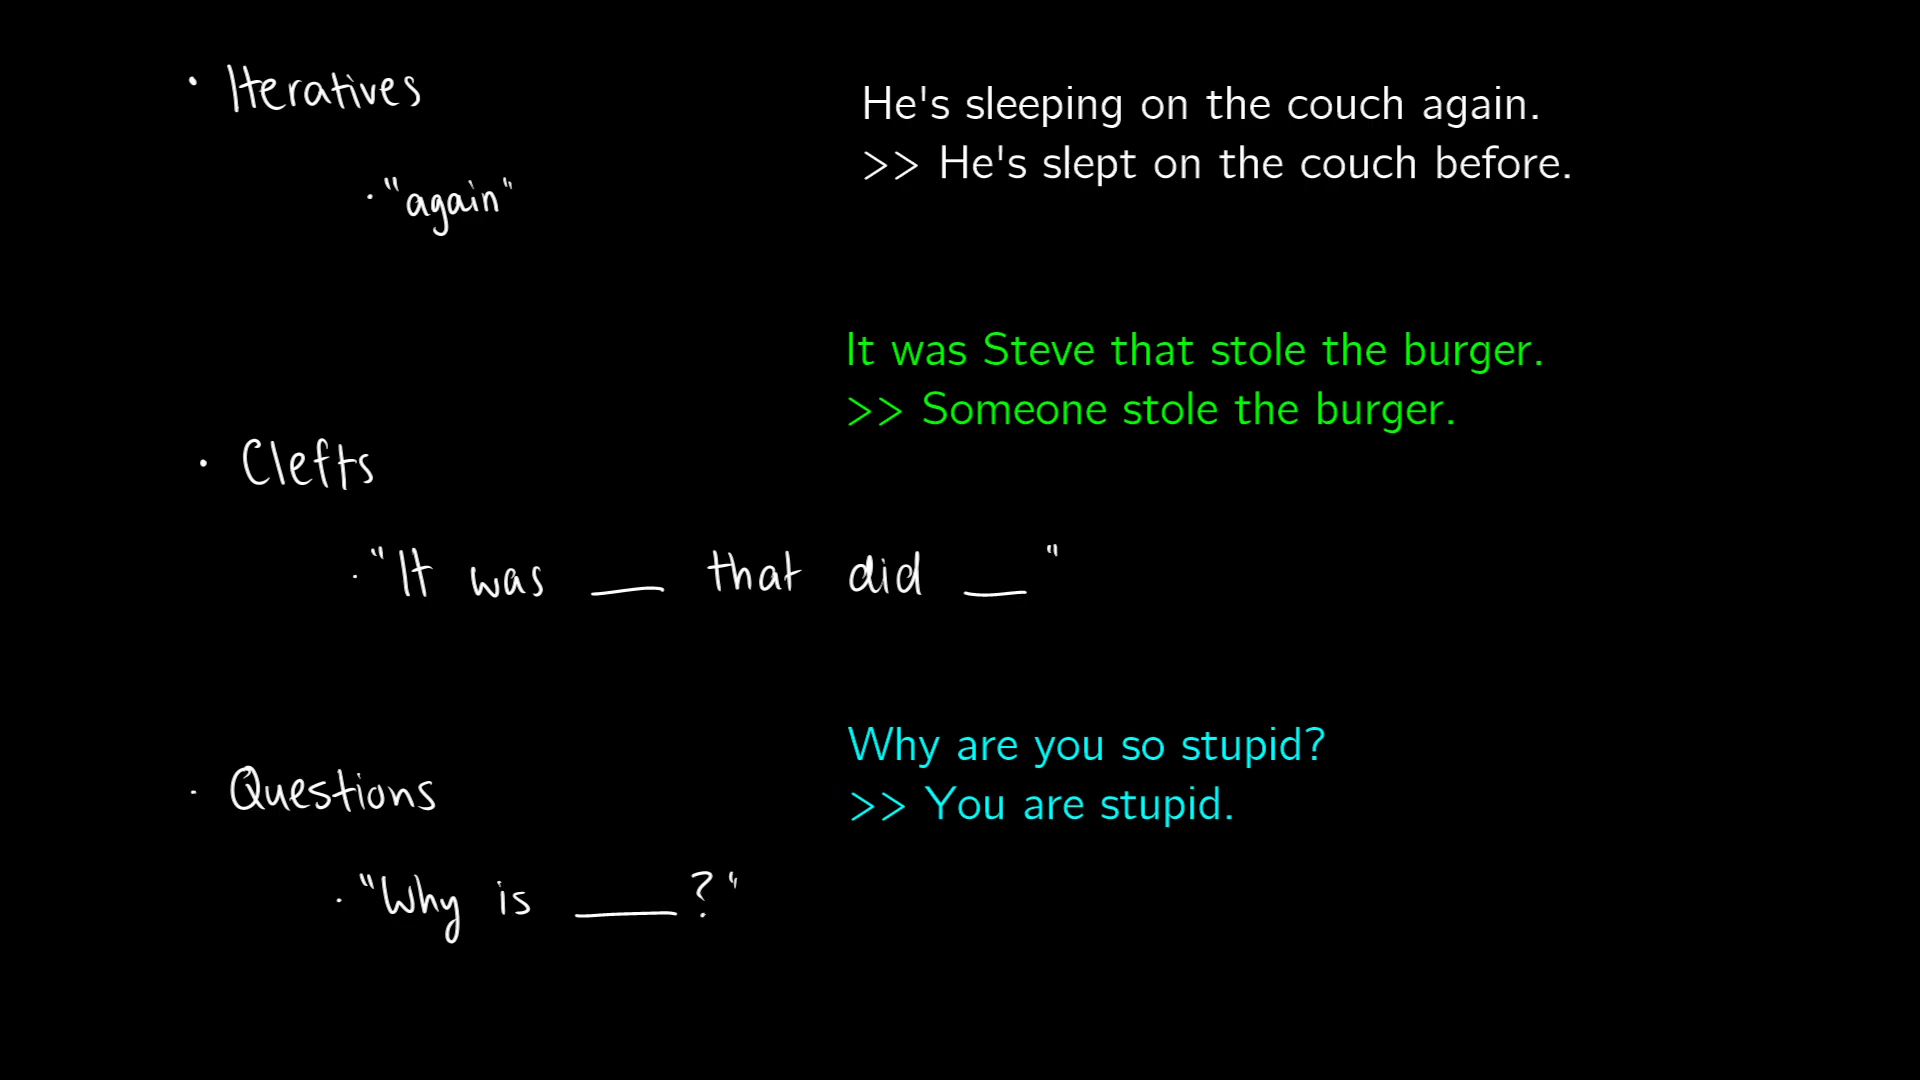 • Iteratives
He's sleeping on the couch again.
>> He's slept on the couch before.
• "again"
It was Steve that stole the burger.
>> Someone stole the burger.
• Clefts
• "It was __ that did __"
Why are you so stupid?
>> You are stupid.
• Questions
• "Why is ___?"